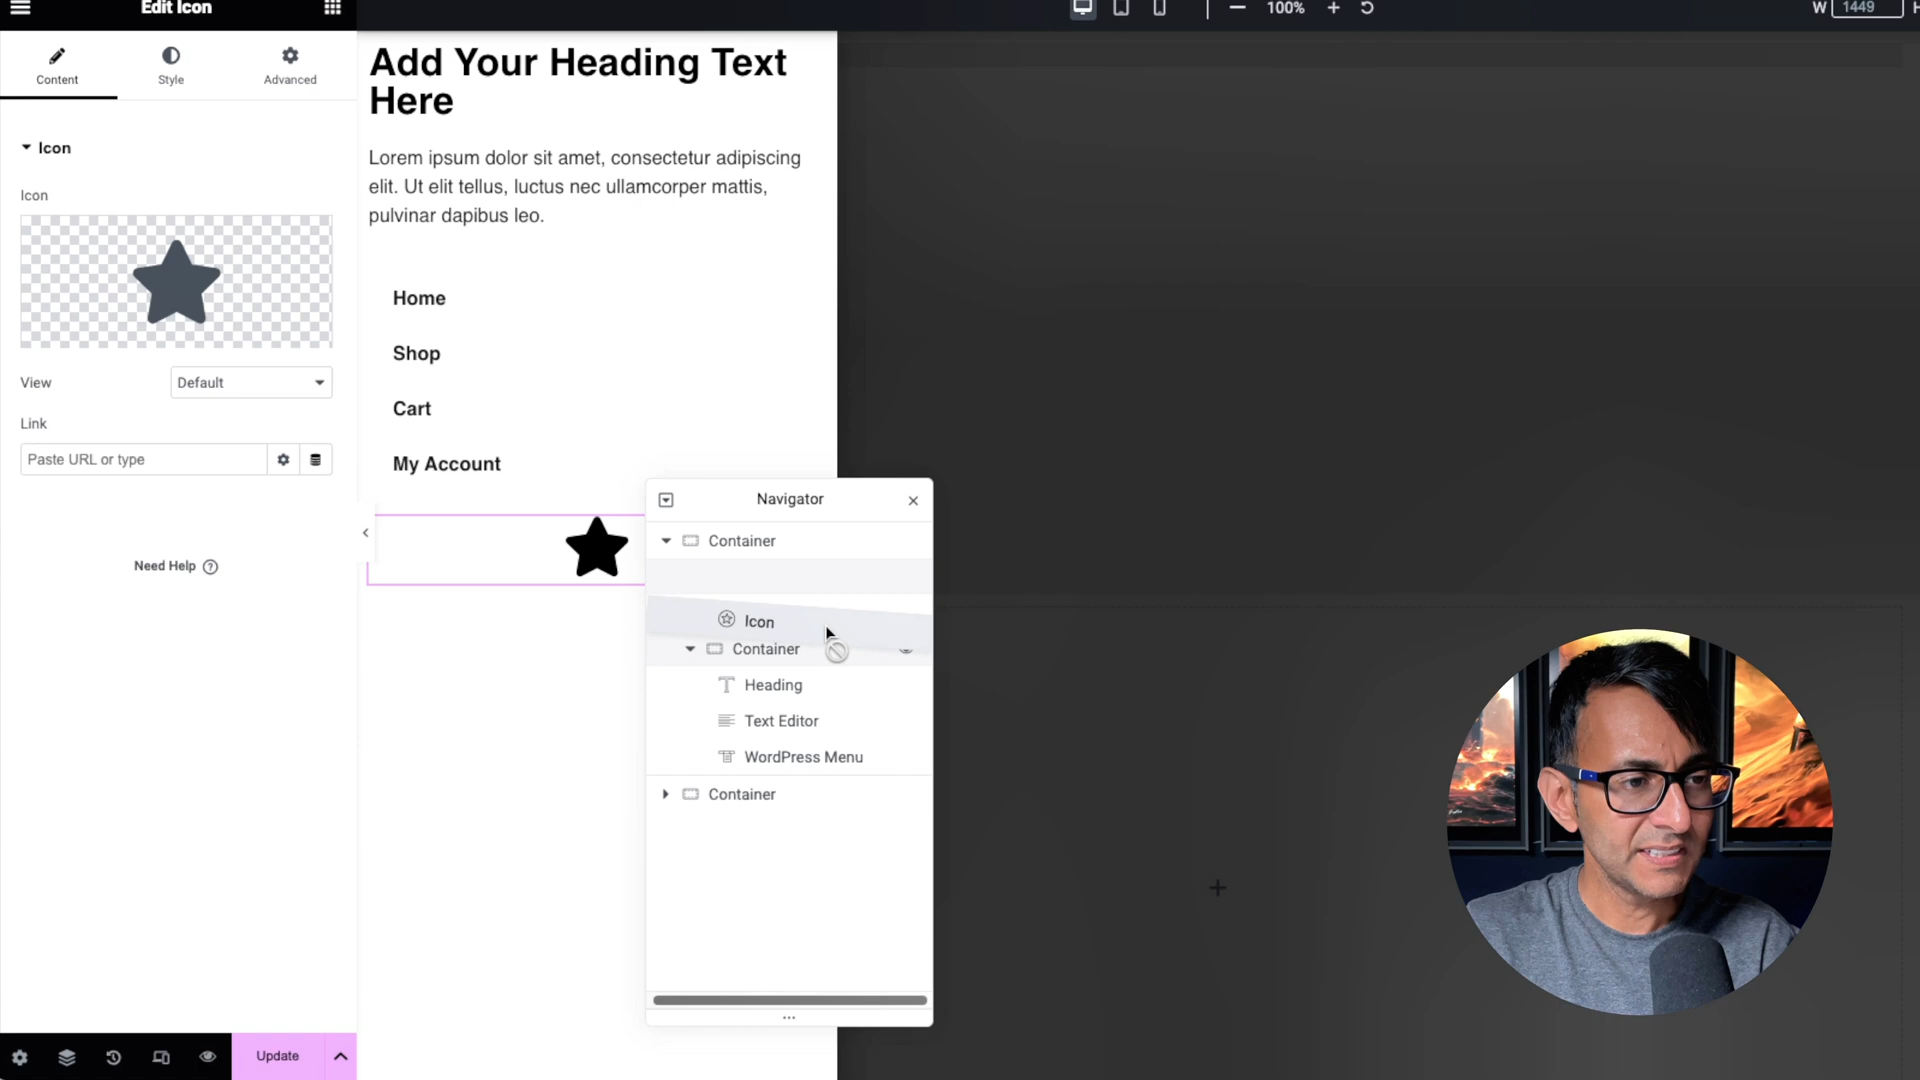 Edit Icon
Content
Style
Advanced
Icon
Icon
View
Default
Link
Paste URL or type
Need Help ?
Update
100%
W 1449
H
Add Your Heading Text
Here
Lorem ipsum dolor sit amet, consectetur adipiscing
elit. Ut elit tellus, luctus nec ullamcorper mattis,
pulvinar dapibus leo.
Home
Shop
Cart
My Account
Navigator
Container
Icon
Container
Heading
Text Editor
WordPress Menu
Container